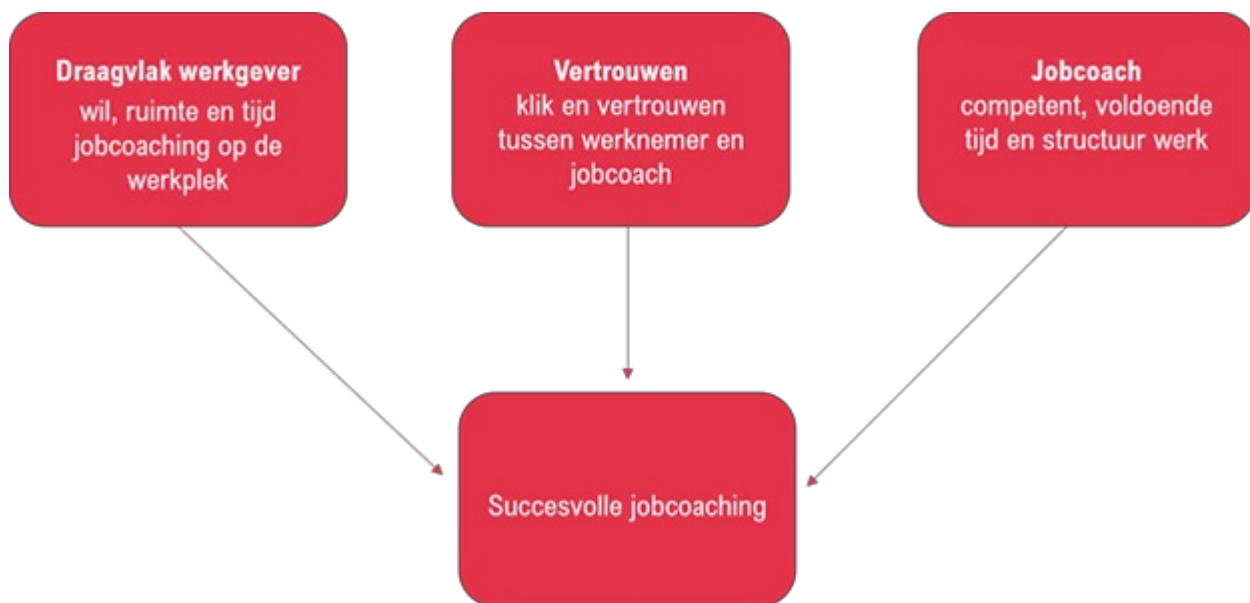 Draagvlak werkgever
wil, ruimte en tijd
jobcoaching op de
werkplek
Vertrouwen
klik en vertrouwen
tussen werknemer en
jobcoach
Jobcoach
competent, voldoende
tijd en structuur werk
Succesvolle jobcoaching